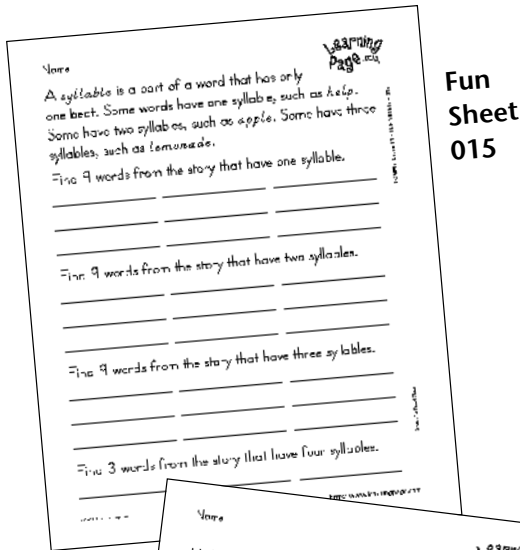 Name
Learning
Page.com
A syllable is a part of a word that has only
one beat. Some words have one syllable, such as help.
Some have two syllables, such as apple. Some have three
syllables, such as lemonade.
Find 9 words from the story that have one syllable.
Find 9 words from the story that have two syllables.
Find 9 words from the story that have three syllables.
Find 3 words from the story that have four syllables.
Fun
Sheet
015
Name